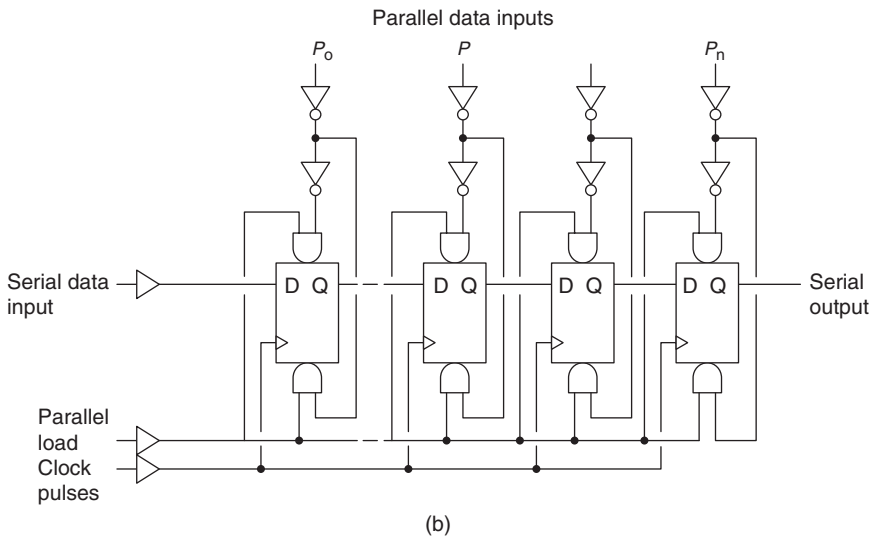 Parallel data inputs
Po P Pn
D Q D Q D Q D Q
Serial data
input
Serial
output
Parallel
load
Clock
pulses
(b)